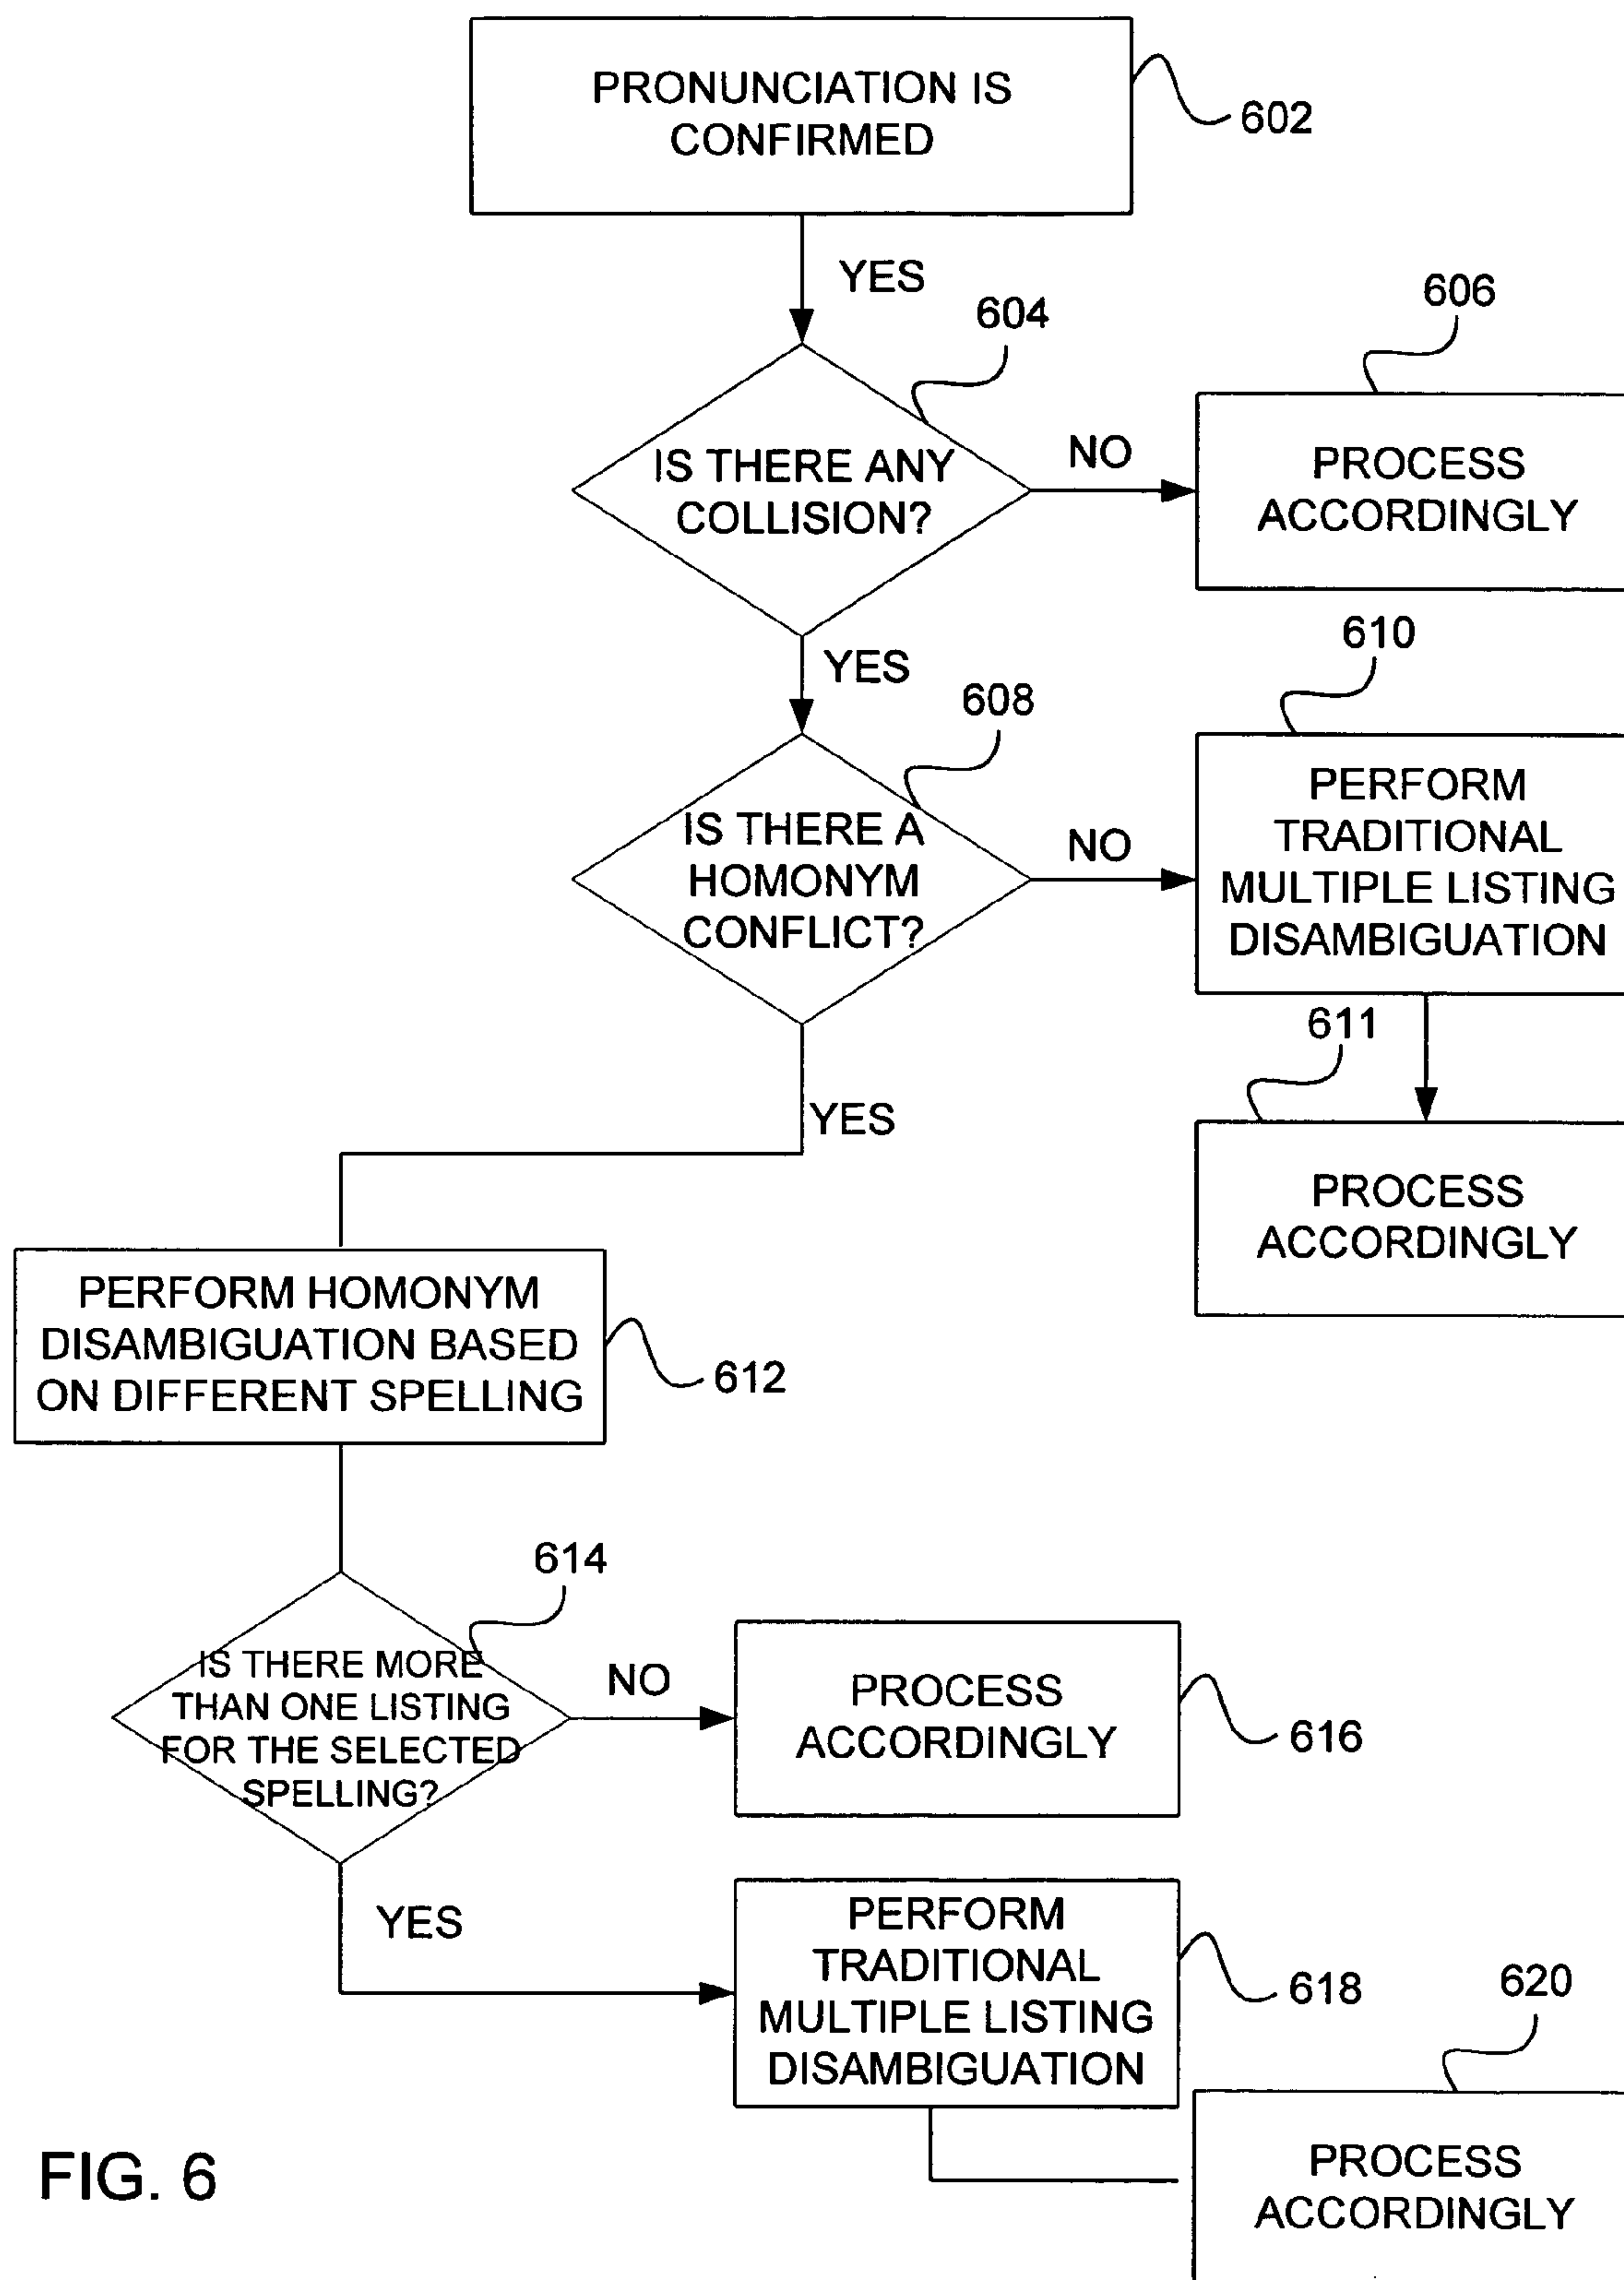 PRONUNCIATION IS
CONFIRMED
602
YES
604
606
IS THERE ANY
COLLISION?
NO
PROCESS
ACCORDINGLY
YES
608
610
IS THERE A
HOMONYM
CONFLICT?
NO
PERFORM
TRADITIONAL
MULTIPLE LISTING
DISAMBIGUATION
611
YES
PROCESS
ACCORDINGLY
PERFORM HOMONYM
DISAMBIGUATION BASED
ON DIFFERENT SPELLING
612
614
IS THERE MORE
THAN ONE LISTING
FOR THE SELECTED
SPELLING?
NO
PROCESS
ACCORDINGLY
616
YES
PERFORM
TRADITIONAL
MULTIPLE LISTING
DISAMBIGUATION
618
620
PROCESS
ACCORDINGLY
FIG. 6